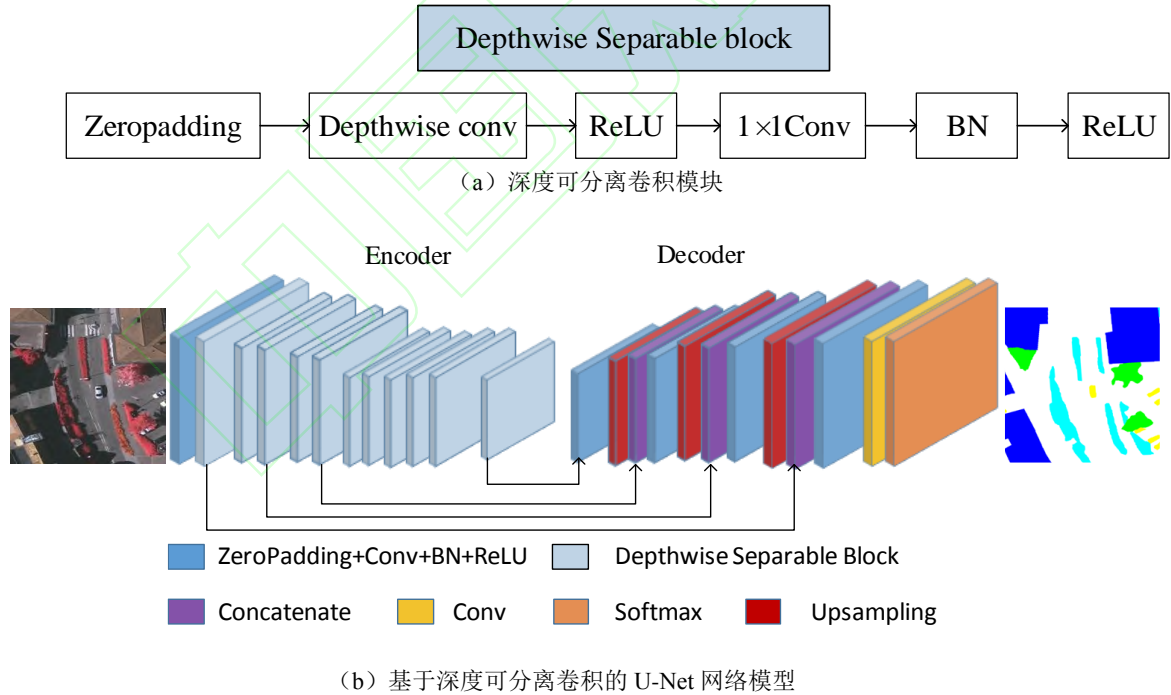 Depthwise Separable block
Zeropadding Depthwise conv ReLU 1×1Conv BN ReLU
（a）深度可分离卷积模块
Encoder Decoder
ZeroPadding+Conv+BN+ReLU Depthwise Separable Block
Concatenate Conv Softmax Upsampling
（b）基于深度可分离卷积的 U-Net 网络模型